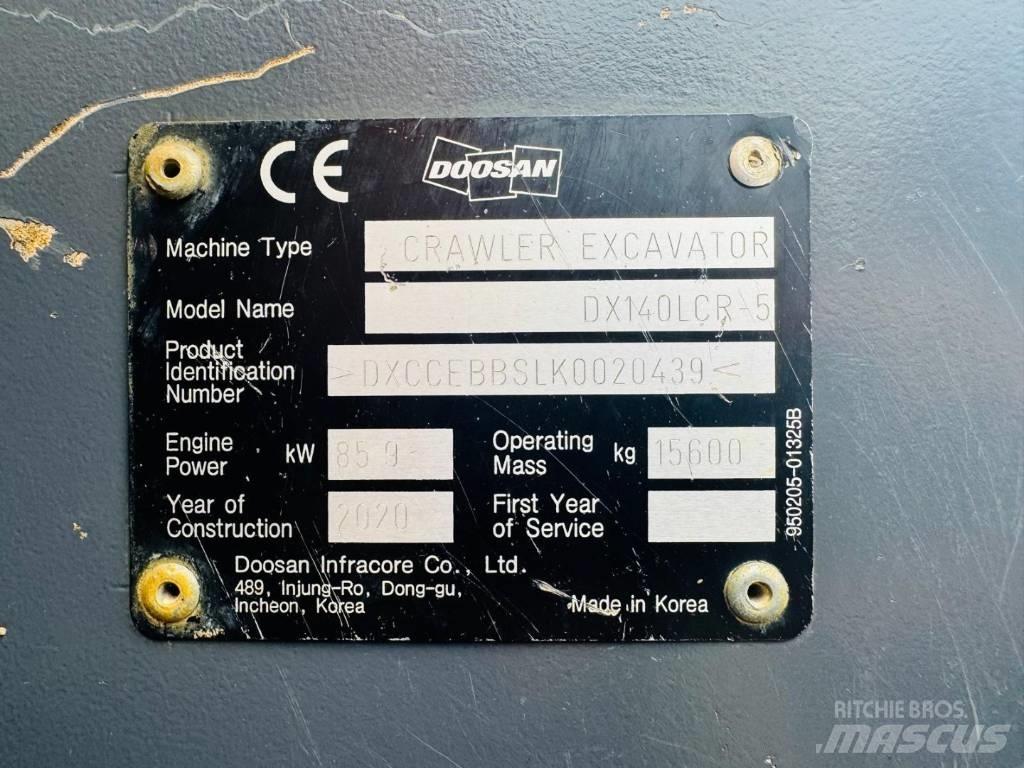 CE DOOSAN
Machine Type CRAWLER EXCAVATOR
Model Name DX140LCR-5
Product
Identification
Number >DXCCEBBSLK0020439<
Engine
Power kW 85.9
Operating
Mass kg 15600
Year of
Construction 2020
First Year
of Service
Doosan Infracore Co., Ltd.
489, Injung-Ro, Dong-gu,
Incheon, Korea
Made in Korea
950205-01325B
RITCHIE BROS.
MASCUS